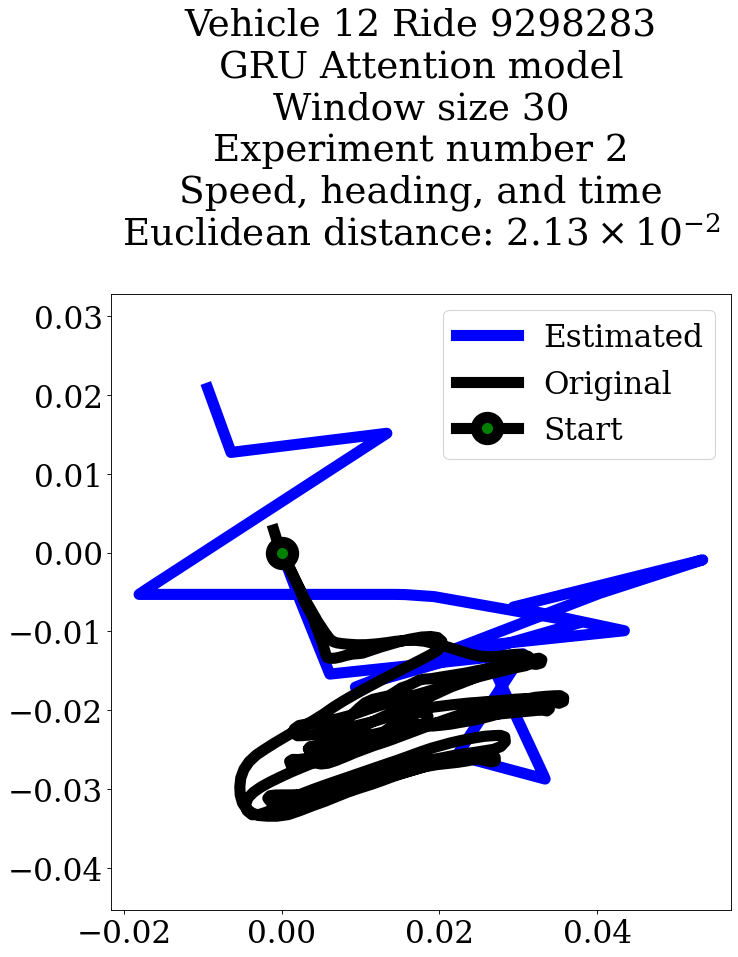 Vehicle 12 Ride 9298283
GRU Attention model
Window size 30
Experiment number 2
Speed, heading, and time
Euclidean distance: 2.13 × 10⁻²
Estimated
Original
Start
0.03
0.02
0.01
0.00
−0.01
−0.02
−0.03
−0.04
−0.02 0.00 0.02 0.04